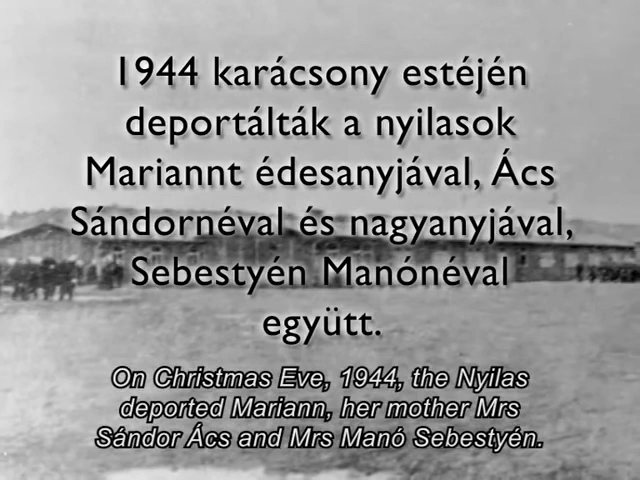 1944 karácsony estéjén
deportálták a nyilasok
Mariannt édesanyjával, Ács
Sándornéval és nagyanyjával,
Sebestyén Manónéval
együtt.
On Christmas Eve, 1944, the Nyilas
deported Mariann, her mother Mrs
Sándor Ács and Mrs Manó Sebestyén.